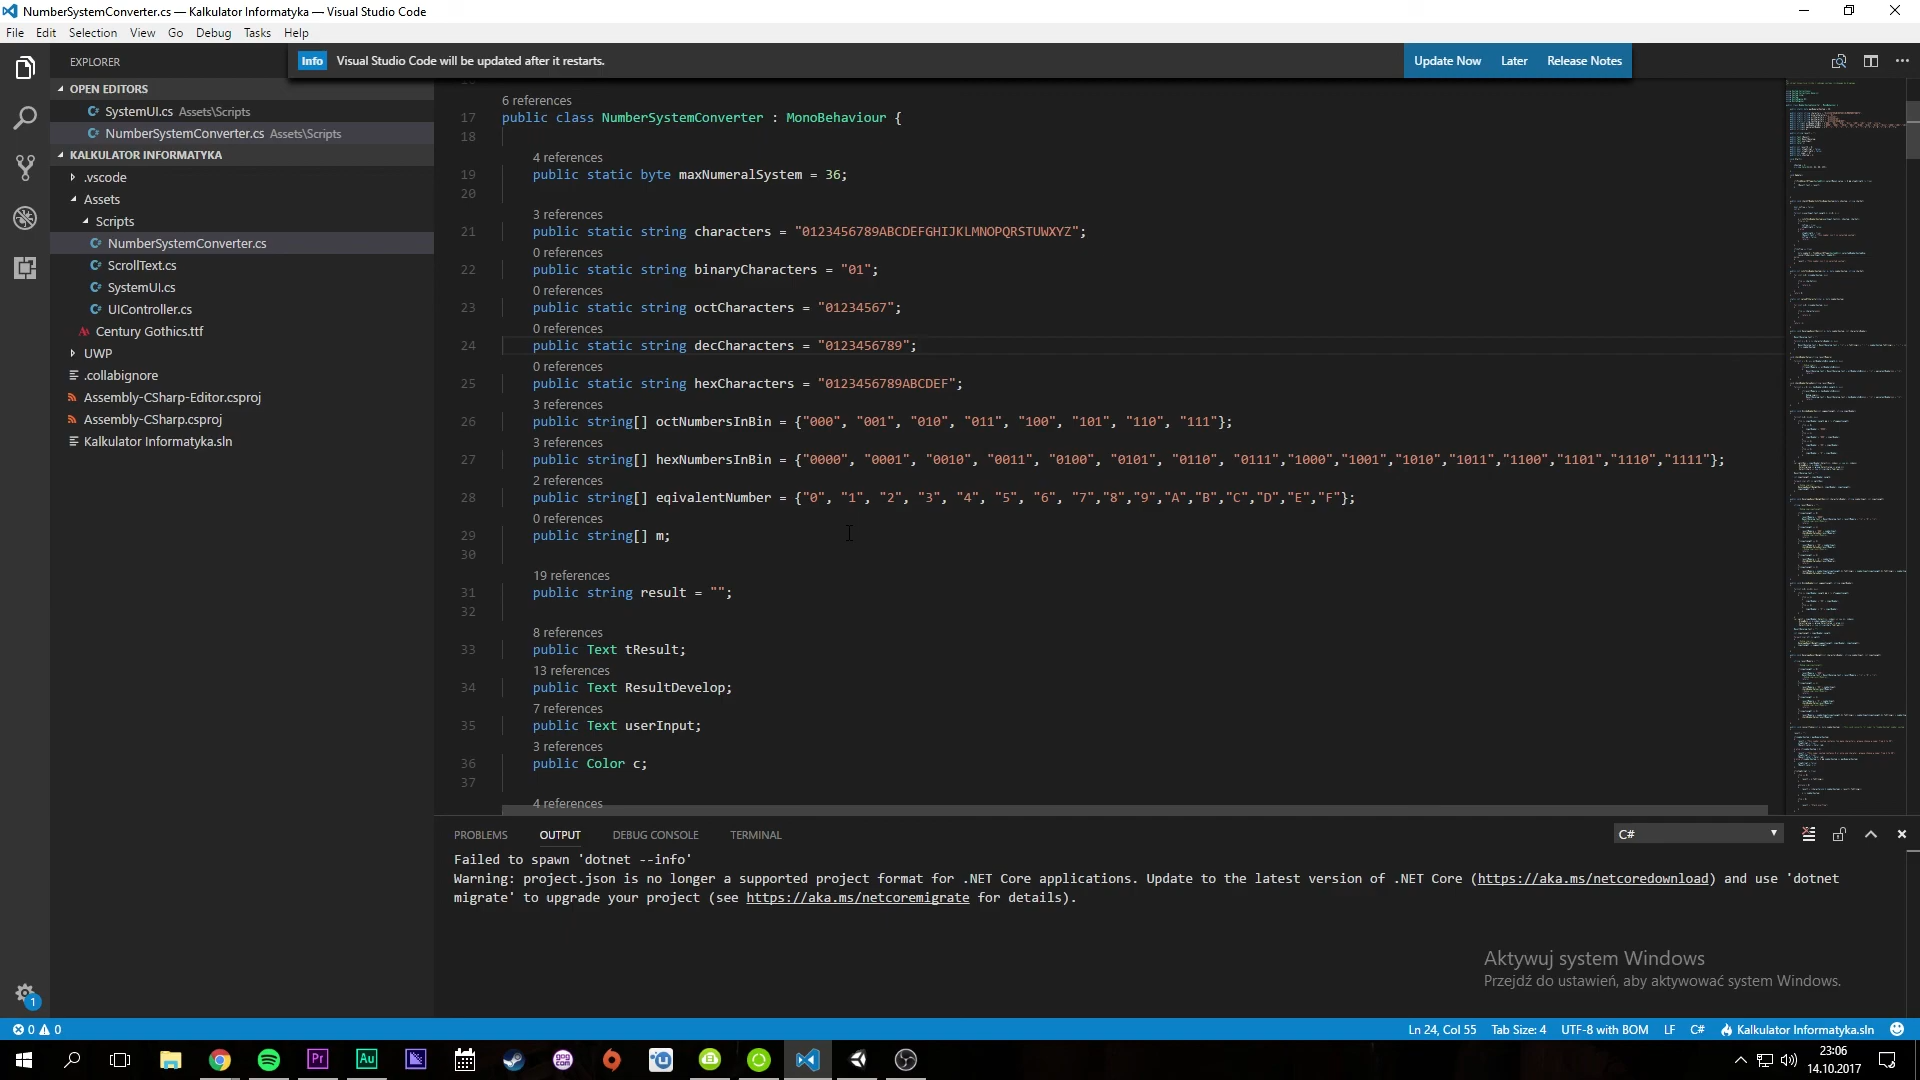 NumberSystemConverter.cs — Kalkulator Informatyka — Visual Studio Code
File Edit Selection View Go Debug Tasks Help
EXPLORER
Info Visual Studio Code will be updated after it restarts.
Update Now Later Release Notes
OPEN EDITORS
SystemUI.cs Assets\Scripts
NumberSystemConverter.cs Assets\Scripts
KALKULATOR INFORMATYKA
.vscode
Assets
Scripts
NumberSystemConverter.cs
ScrollText.cs
SystemUI.cs
UIController.cs
Century Gothics.ttf
UWP
.collabignore
Assembly-CSharp-Editor.csproj
Assembly-CSharp.csproj
Kalkulator Informatyka.sln
6 references
17 public class NumberSystemConverter : MonoBehaviour {
18
4 references
19 public static byte maxNumeralSystem = 36;
20
3 references
21 public static string characters = "0123456789ABCDEFGHIJKLMNOPQRSTUWXYZ";
0 references
22 public static string binaryCharacters = "01";
0 references
23 public static string octCharacters = "01234567";
0 references
24 public static string decCharacters = "0123456789";
0 references
25 public static string hexCharacters = "0123456789ABCDEF";
3 references
26 public string[] octNumbersInBin = {"000", "001", "010", "011", "100", "101", "110", "111"};
3 references
27 public string[] hexNumbersInBin = {"0000", "0001", "0010", "0011", "0100", "0101", "0110", "0111","1000","1001","1010","1011","1100","1101","1110","1111"};
2 references
28 public string[] eqivalentNumber = {"0", "1", "2", "3", "4", "5", "6", "7","8","9","A","B","C","D","E","F"};
0 references
29 public string[] m;
30
19 references
31 public string result = "";
32
8 references
33 public Text tResult;
13 references
34 public Text ResultDevelop;
7 references
35 public Text userInput;
3 references
36 public Color c;
37
4 references
PROBLEMS OUTPUT DEBUG CONSOLE TERMINAL
C#
Failed to spawn 'dotnet --info'
Warning: project.json is no longer a supported project format for .NET Core applications. Update to the latest version of .NET Core (https://aka.ms/netcoredownload) and use 'dotnet
migrate' to upgrade your project (see https://aka.ms/netcoremigrate for details).
Aktywuj system Windows
Przejdź do ustawień, aby aktywować system Windows.
1
0 0
Ln 24, Col 55 Tab Size: 4 UTF-8 with BOM LF C# Kalkulator Informatyka.sln
Pr Au
gog.com
23:06
14.10.2017